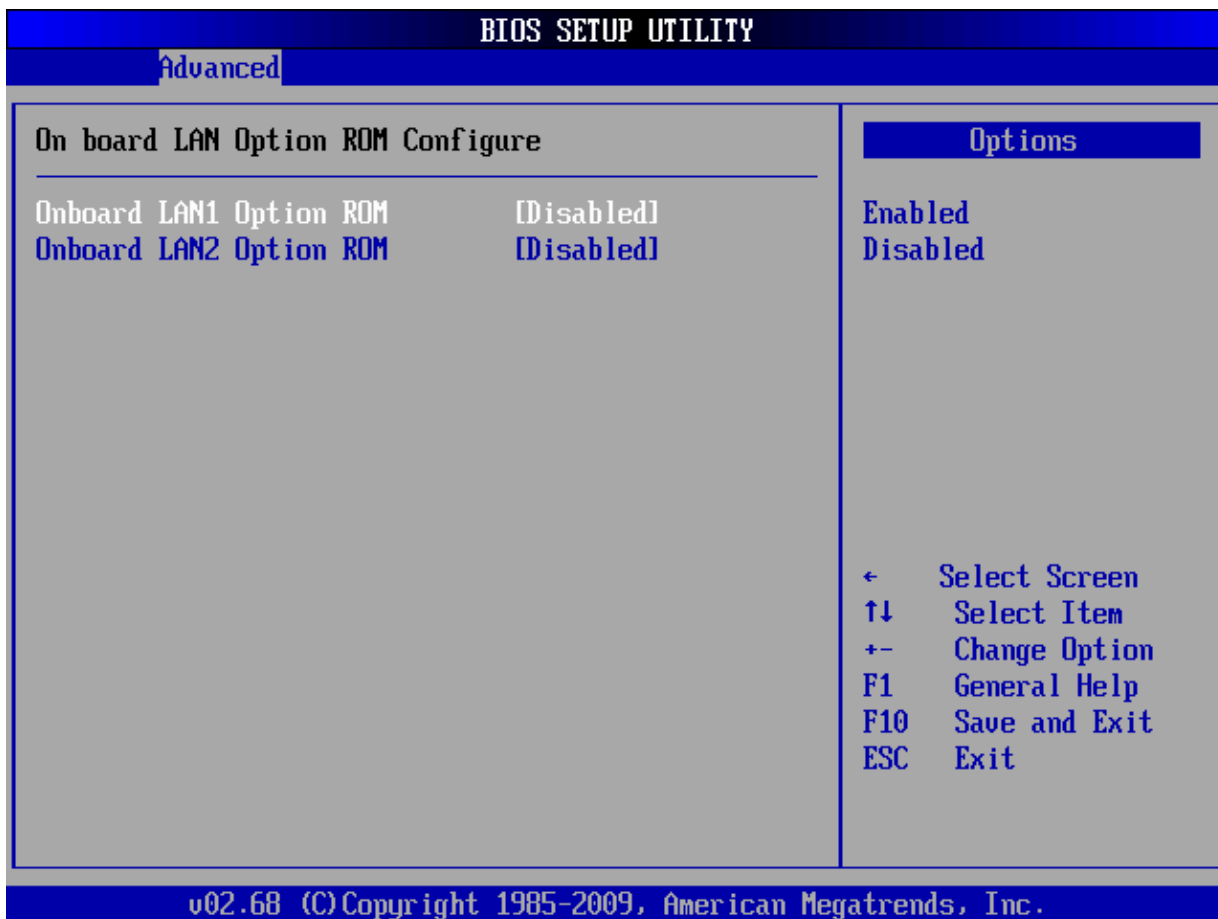 BIOS SETUP UTILITY
Advanced
On board LAN Option ROM Configure
Onboard LAN1 Option ROM [Disabled]
Onboard LAN2 Option ROM [Disabled]
Options
Enabled
Disabled
← Select Screen
↑↓ Select Item
+- Change Option
F1 General Help
F10 Save and Exit
ESC Exit
v02.68 (C)Copyright 1985-2009, American Megatrends, Inc.